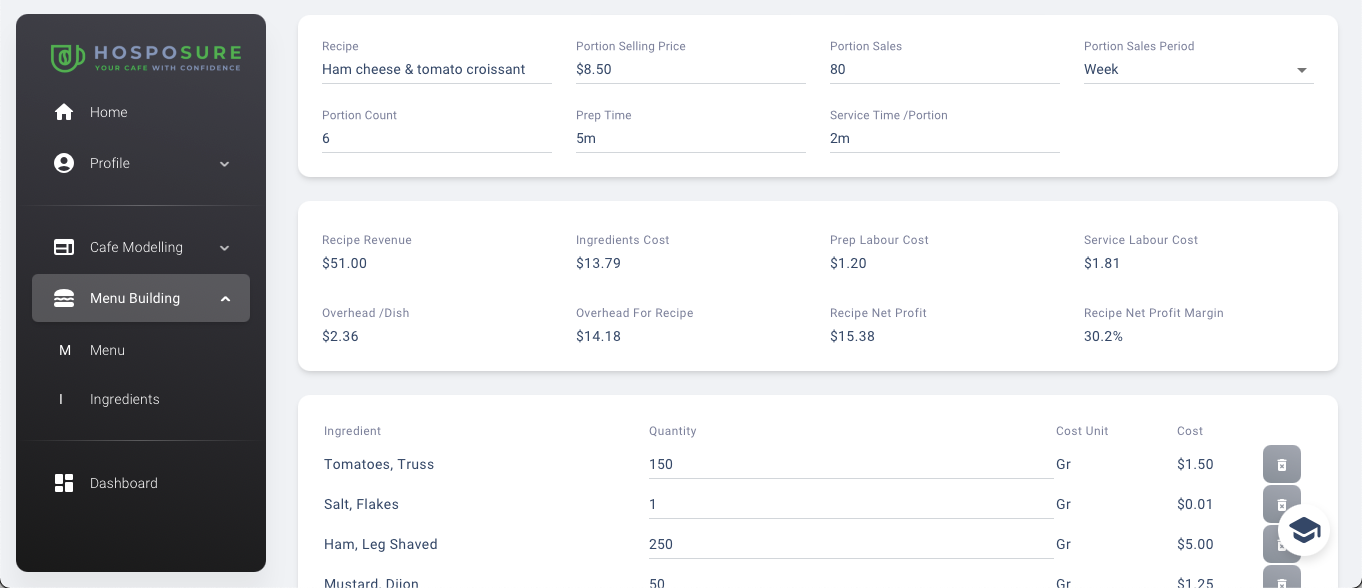 HOSPOSURE
YOUR CAFE WITH CONFIDENCE
Home
Profile
Cafe Modelling
Menu Building
M Menu
I Ingredients
Dashboard
Recipe Portion Selling Price Portion Sales Portion Sales Period
Ham cheese & tomato croissant $8.50 80 Week
Portion Count Prep Time Service Time /Portion
6 5m 2m
Recipe Revenue Ingredients Cost Prep Labour Cost Service Labour Cost
$51.00 $13.79 $1.20 $1.81
Overhead /Dish Overhead For Recipe Recipe Net Profit Recipe Net Profit Margin
$2.36 $14.18 $15.38 30.2%
Ingredient Quantity Cost Unit Cost
Tomatoes, Truss 150 Gr $1.50
Salt, Flakes 1 Gr $0.01
Ham, Leg Shaved 250 Gr $5.00
Mustard, Dijon 50 Gr $1.25